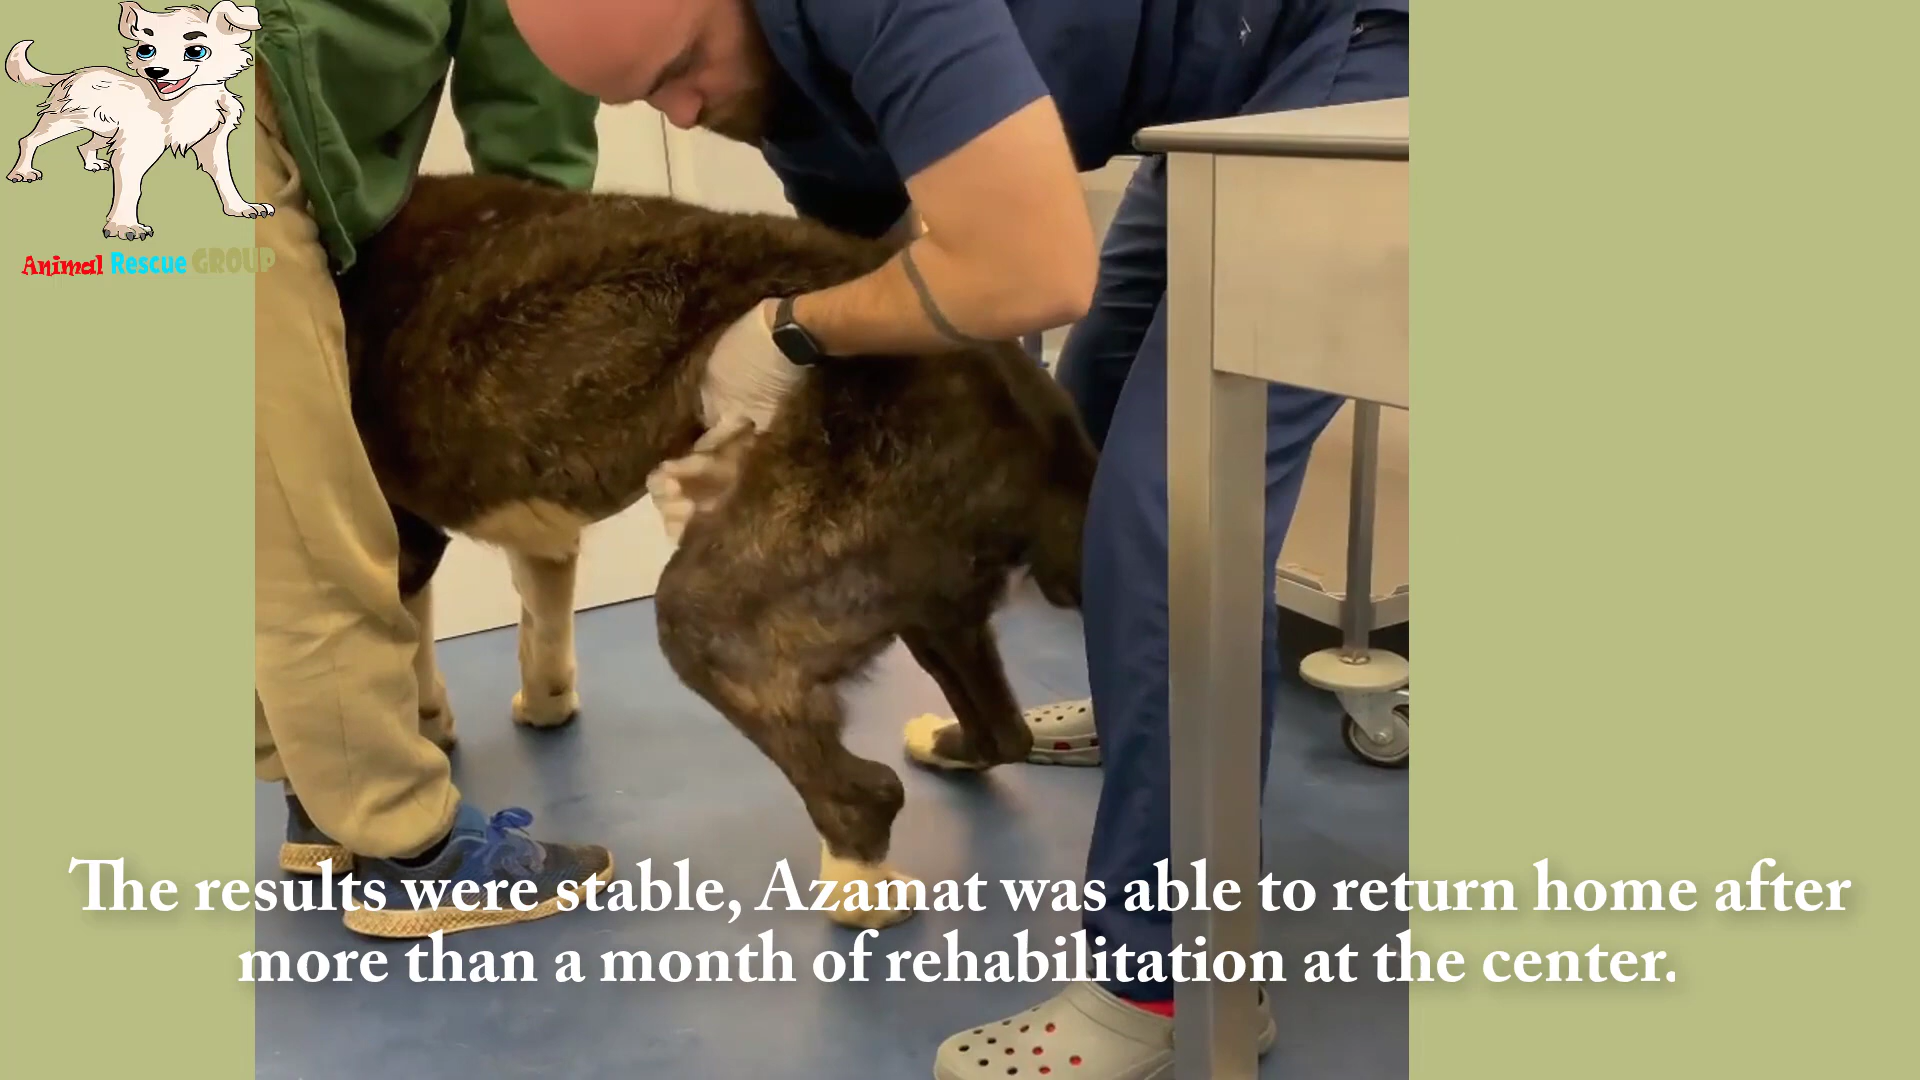 Animal Rescue GROUP
The results were stable, Azamat was able to return home after
more than a month of rehabilitation at the center.